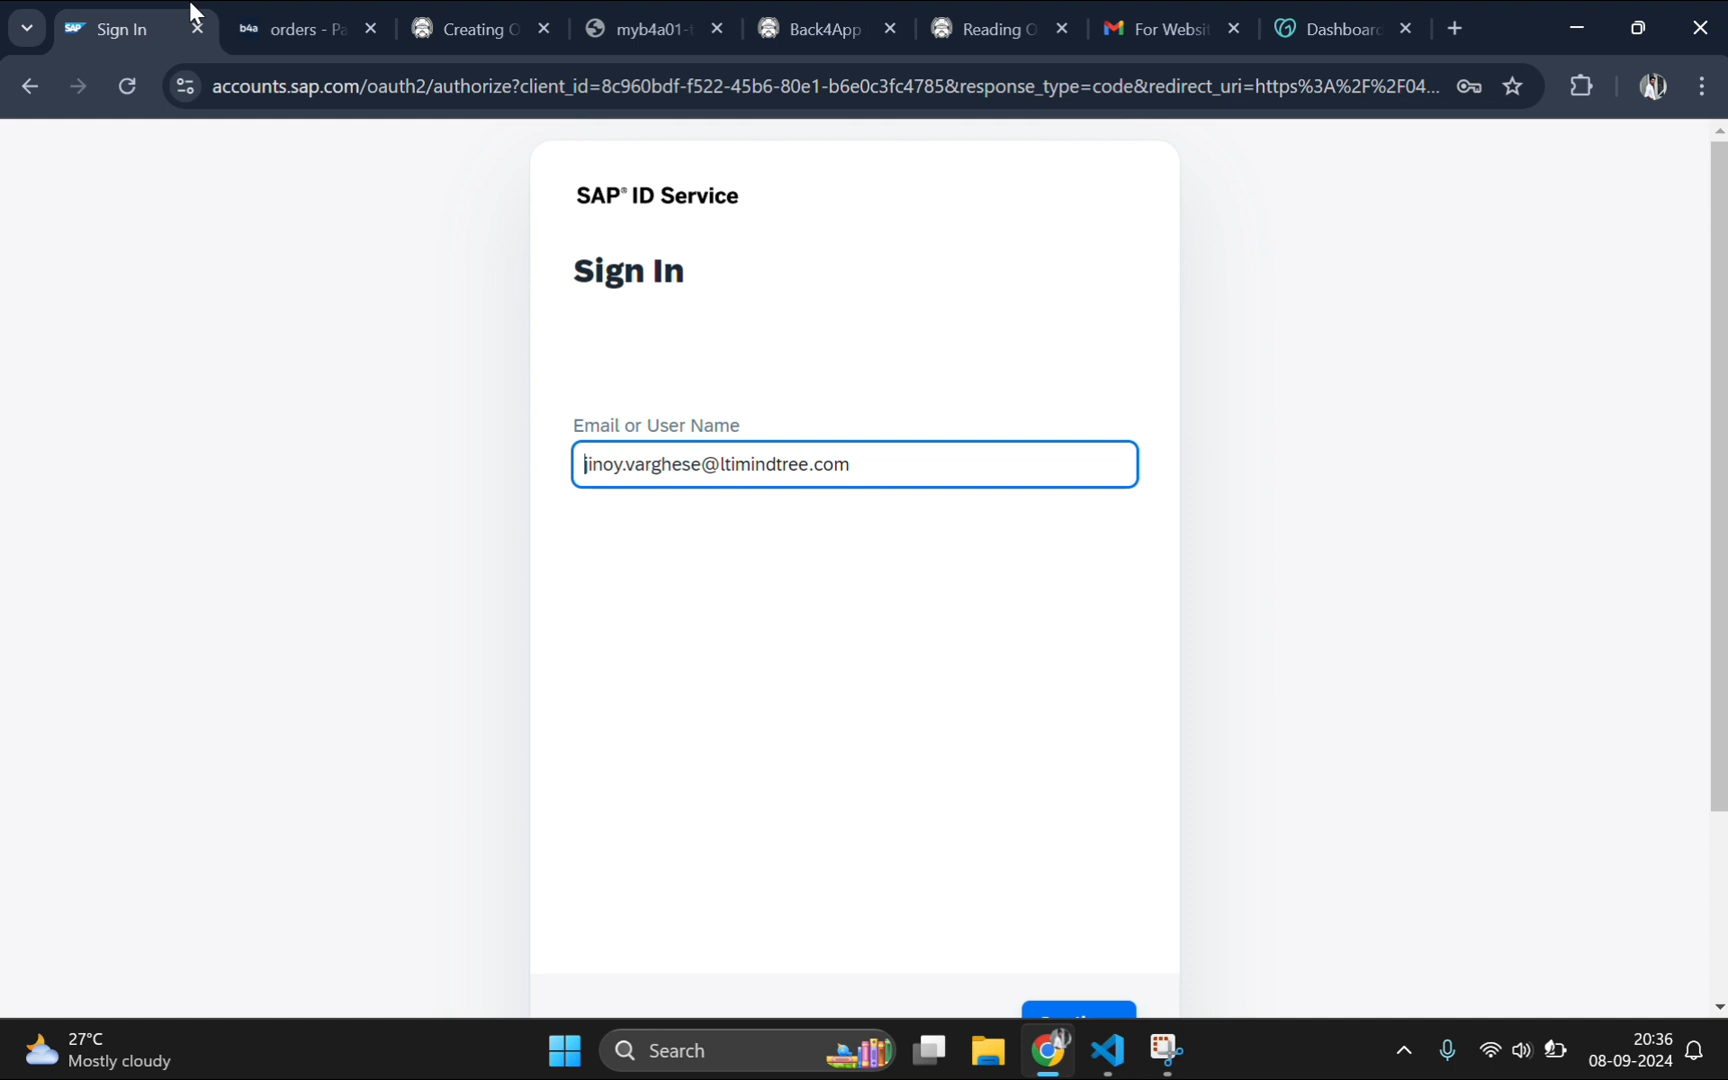 Sign In
b4a orders - Pa
Creating O
myb4a01-t
Back4App
Reading O
For Websit
Dashboard
accounts.sap.com/oauth2/authorize?client_id=8c960bdf-f522-45b6-80e1-b6e0c3fc4785&response_type=code&redirect_uri=https%3A%2F%2F04...
SAP® ID Service
Sign In
Email or User Name
jinoy.varghese@ltimindtree.com
27°C
Mostly cloudy
Search
20:36
08-09-2024